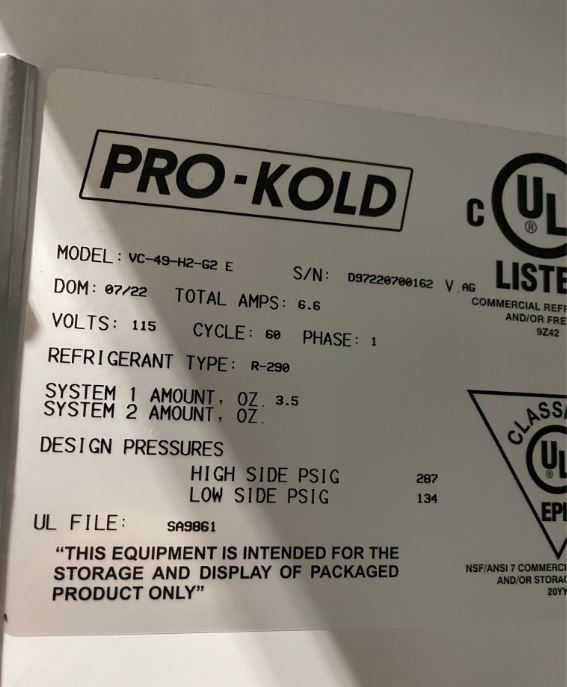 PRO-KOLD
C UL ®
LISTE
COMMERCIAL REFR
AND/OR FRE
9Z42
MODEL: VC-49-H2-G2 E S/N: D97220700162 V.AG
DOM: 07/22 TOTAL AMPS: 6.6
VOLTS: 115 CYCLE: 60 PHASE: 1
REFRIGERANT TYPE: R-290
SYSTEM 1 AMOUNT, OZ. 3.5
SYSTEM 2 AMOUNT, OZ.
DESIGN PRESSURES
HIGH SIDE PSIG 287
LOW SIDE PSIG 134
UL FILE: SA9861
"THIS EQUIPMENT IS INTENDED FOR THE
STORAGE AND DISPLAY OF PACKAGED
PRODUCT ONLY"
CLASSI
UL ®
EPH
NSF/ANSI 7 COMMERCI
AND/OR STORAG
20YY